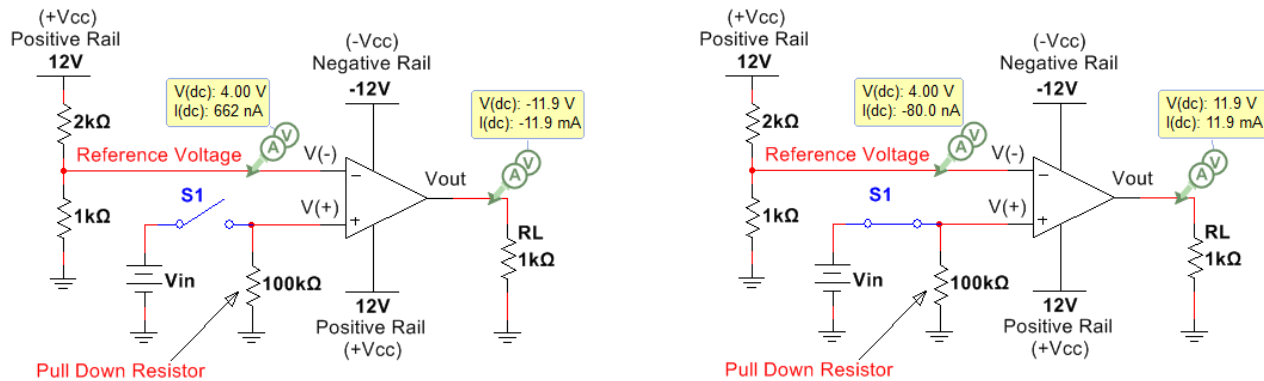 (+Vcc)
Positive Rail
12V
2kΩ
1kΩ
V(dc): 4.00 V
I(dc): 662 nA
A V
Reference Voltage
S1
Vin
100kΩ
Pull Down Resistor
(-Vcc)
Negative Rail
-12V
V(-)
V(+)
−
+
Vout
V(dc): -11.9 V
I(dc): -11.9 mA
A V
RL
1kΩ
12V
Positive Rail
(+Vcc)
(+Vcc)
Positive Rail
12V
2kΩ
1kΩ
V(dc): 4.00 V
I(dc): -80.0 nA
A V
Reference Voltage
S1
Vin
100kΩ
Pull Down Resistor
(-Vcc)
Negative Rail
-12V
V(-)
V(+)
−
+
Vout
V(dc): 11.9 V
I(dc): 11.9 mA
A V
RL
1kΩ
12V
Positive Rail
(+Vcc)